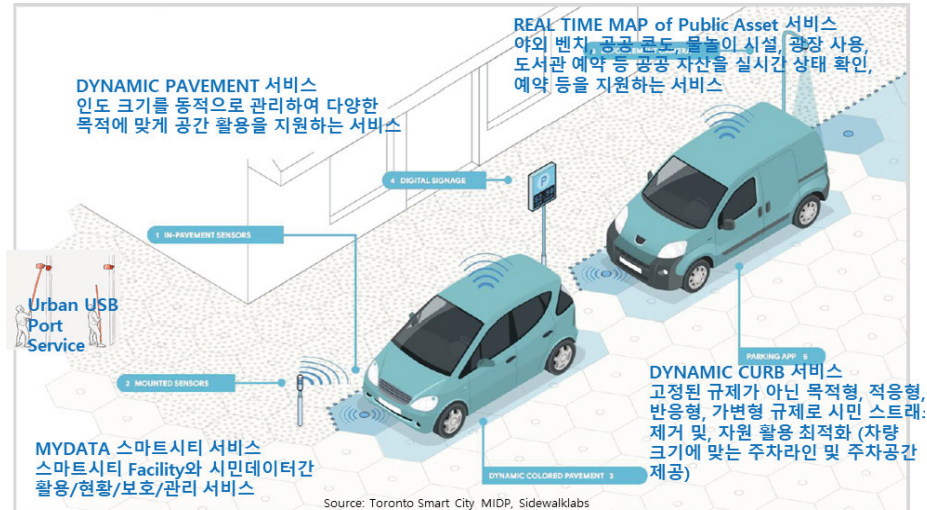 REAL TIME MAP of Public Asset 서비스
야외 벤치, 공공 콘도, 물놀이 시설, 광장 사용,
도서관 예약 등 공공 자산을 실시간 상태 확인,
예약 등을 지원하는 서비스
DYNAMIC PAVEMENT 서비스
인도 크기를 동적으로 관리하여 다양한
목적에 맞게 공간 활용을 지원하는 서비스
4 DIGITAL SIGNAGE
P
1 IN-PAVEMENT SENSORS
Urban USB
Port
Service
2 MOUNTED SENSORS
PARKING APP 5
DYNAMIC CURB 서비스
고정된 규제가 아닌 목적형, 적응형,
반응형, 가변형 규제로 시민 스트래스
제거 및, 자원 활용 최적화 (차량
크기에 맞는 주차라인 및 주차공간
제공)
MYDATA 스마트시티 서비스
스마트시티 Facility와 시민데이터간
활용/현황/보호/관리 서비스
DYNAMIC COLORED PAVEMENT 3
Source: Toronto Smart City MIDP, Sidewalklabs